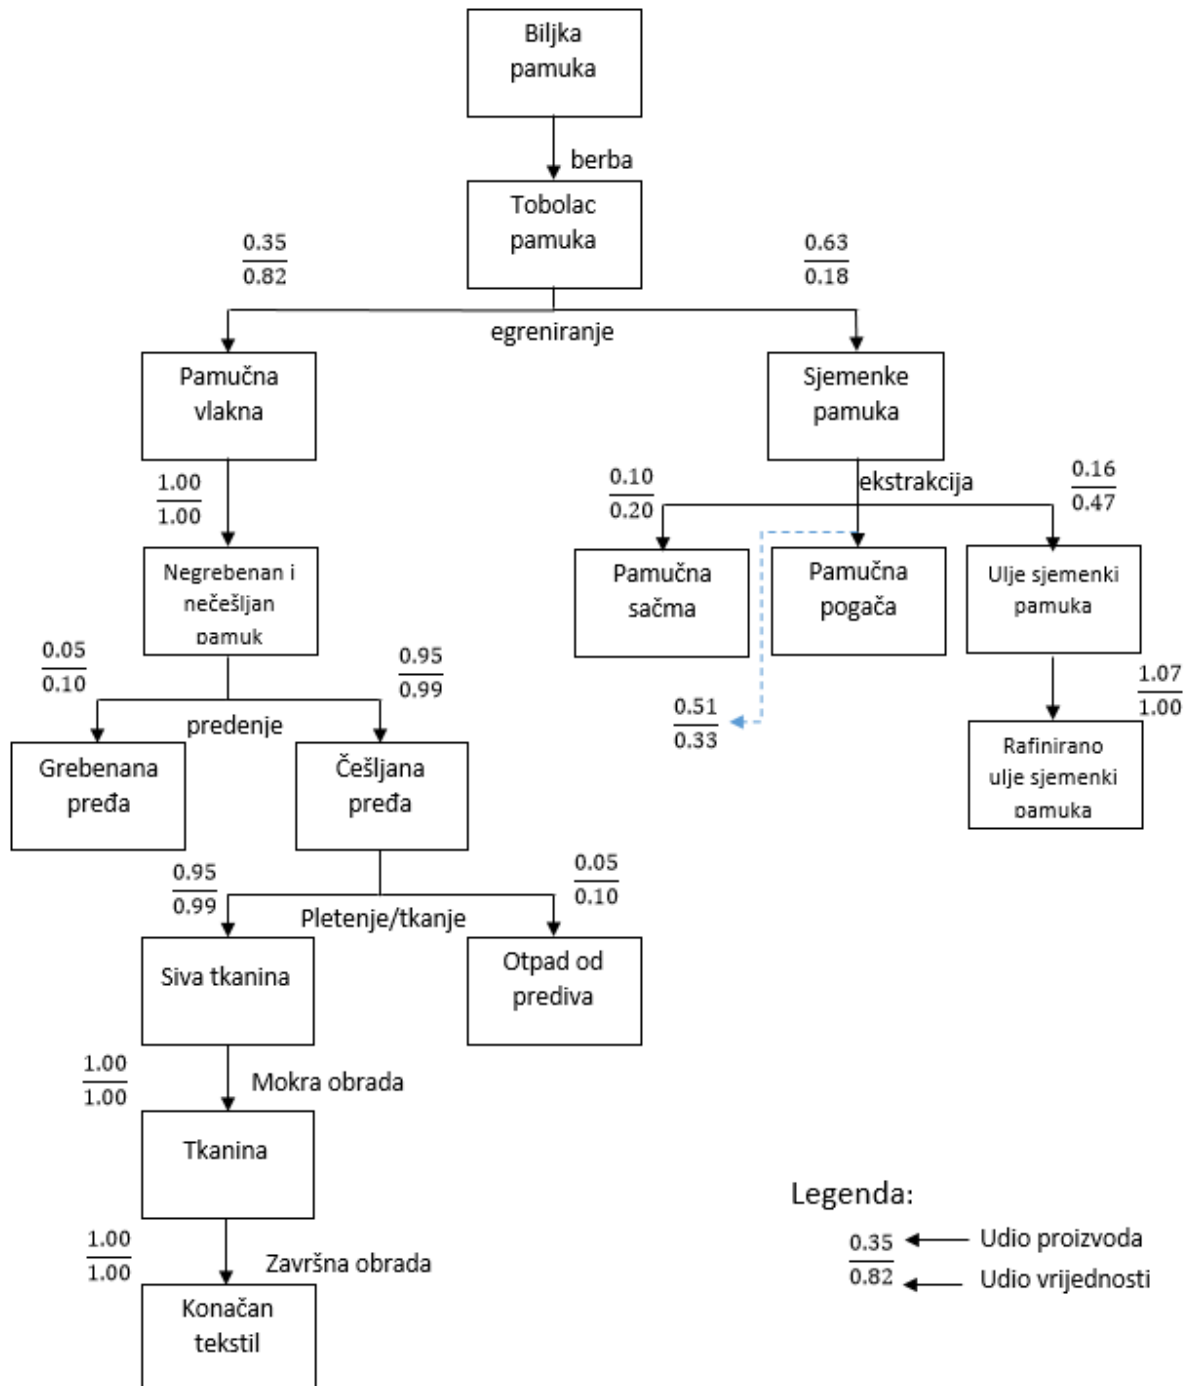 Biljka
pamuka
berba
Tobolac
pamuka
0.35
0.82
0.63
0.18
egreniranje
Pamučna
vlakna
Sjemenke
pamuka
1.00
1.00
0.10
0.20
ekstrakcija
0.16
0.47
Negrebenan i
nečešljan
pamuk
Pamučna
sačma
Pamučna
pogača
Ulje sjemenki
pamuka
0.05
0.10
0.95
0.99
predenje
0.51
0.33
1.07
1.00
Grebenana
pređa
Češljana
pređa
Rafinirano
ulje sjemenki
pamuka
0.95
0.99
Pletenje/tkanje
0.05
0.10
Siva tkanina
Otpad od
prediva
1.00
1.00
Mokra obrada
Tkanina
1.00
1.00
Završna obrada
Konačan
tekstil
Legenda:
0.35
0.82
Udio proizvoda
Udio vrijednosti